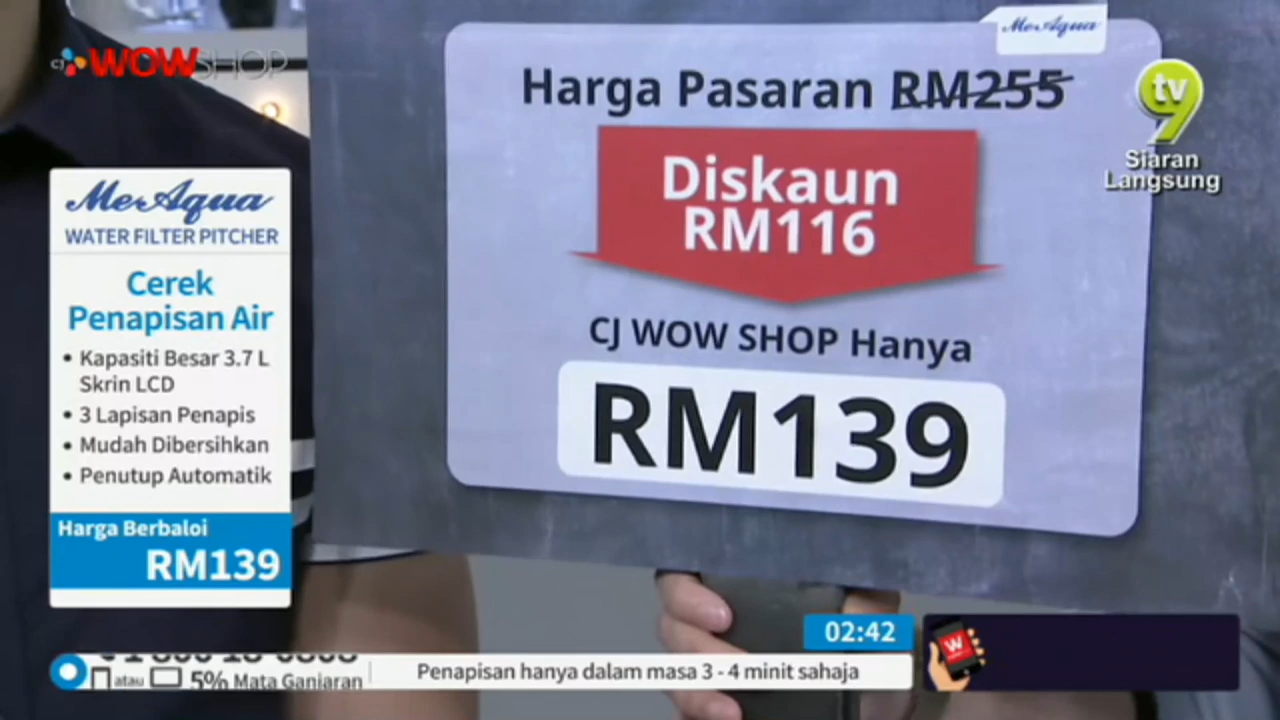 CJ WOWSHOP
MeAqua
Harga Pasaran RM255
Diskaun
RM116
CJ WOW SHOP Hanya
RM139
tv9
Siaran
Langsung
MeAqua
WATER FILTER PITCHER
Cerek
Penapisan Air
• Kapasiti Besar 3.7 L
Skrin LCD
• 3 Lapisan Penapis
• Mudah Dibersihkan
• Penutup Automatik
Harga Berbaloi
RM139
02:42
atau 5% Mata Ganjaran
Penapisan hanya dalam masa 3 - 4 minit sahaja
W